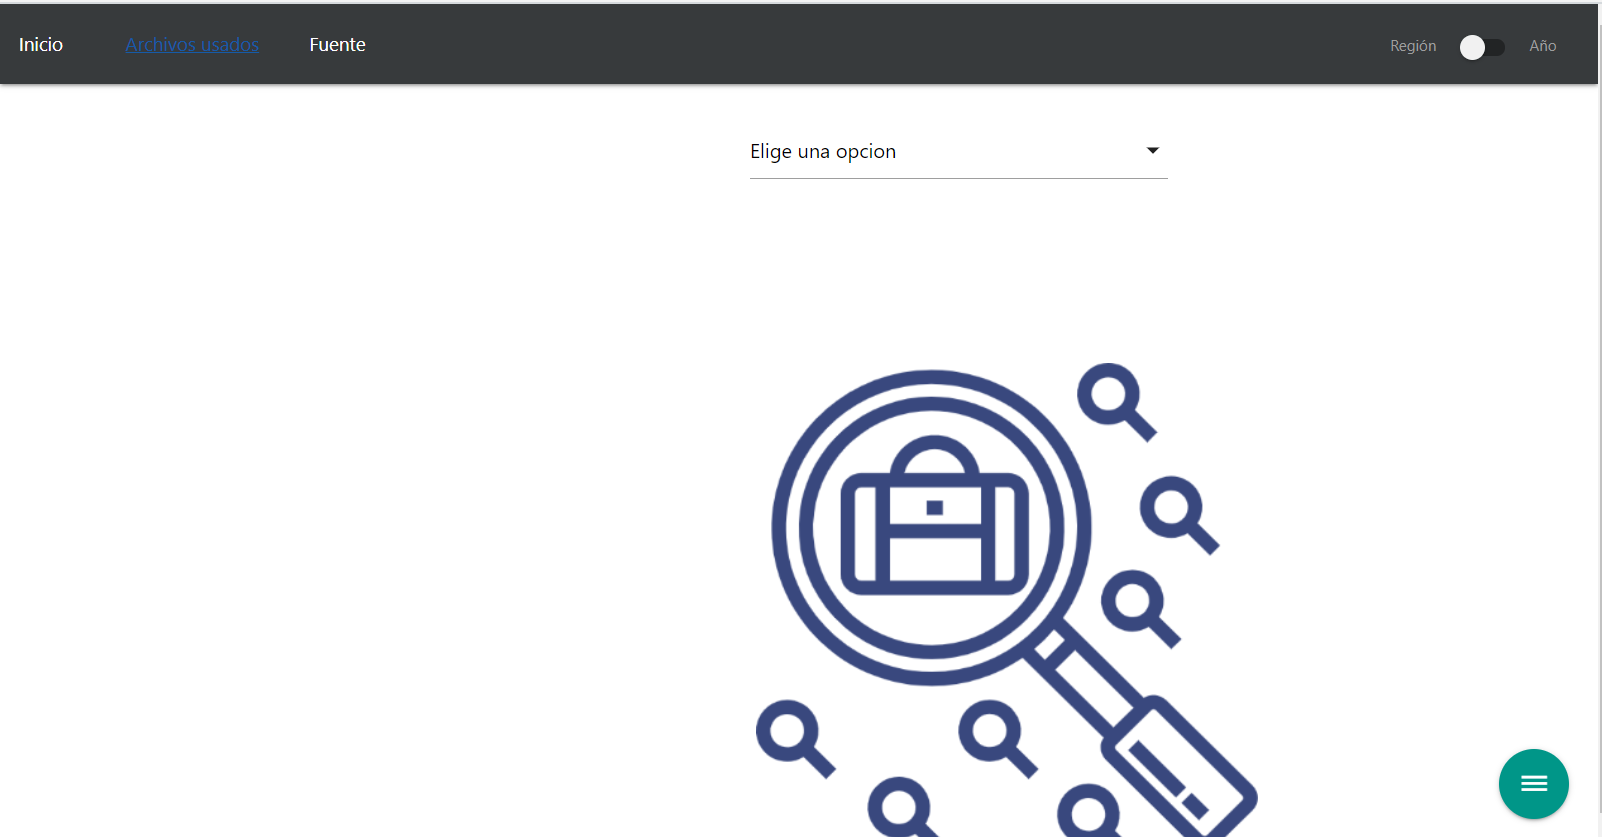 Inicio Archivos usados Fuente Región Año
Elige una opcion